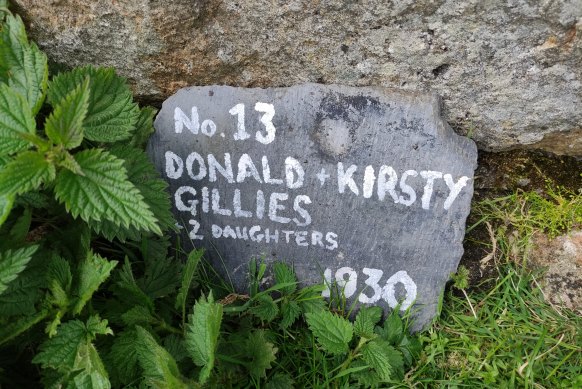 No. 13
DONALD + KIRSTY
GILLIES
+ 2 DAUGHTERS
1930